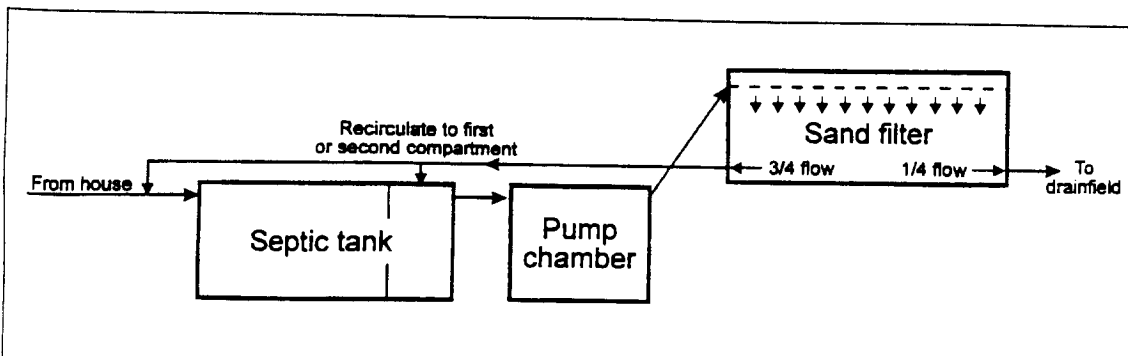 Recirculate to first
or second compartment
From house
Septic tank
Pump
chamber
Sand filter
3/4 flow
1/4 flow
To
drainfield